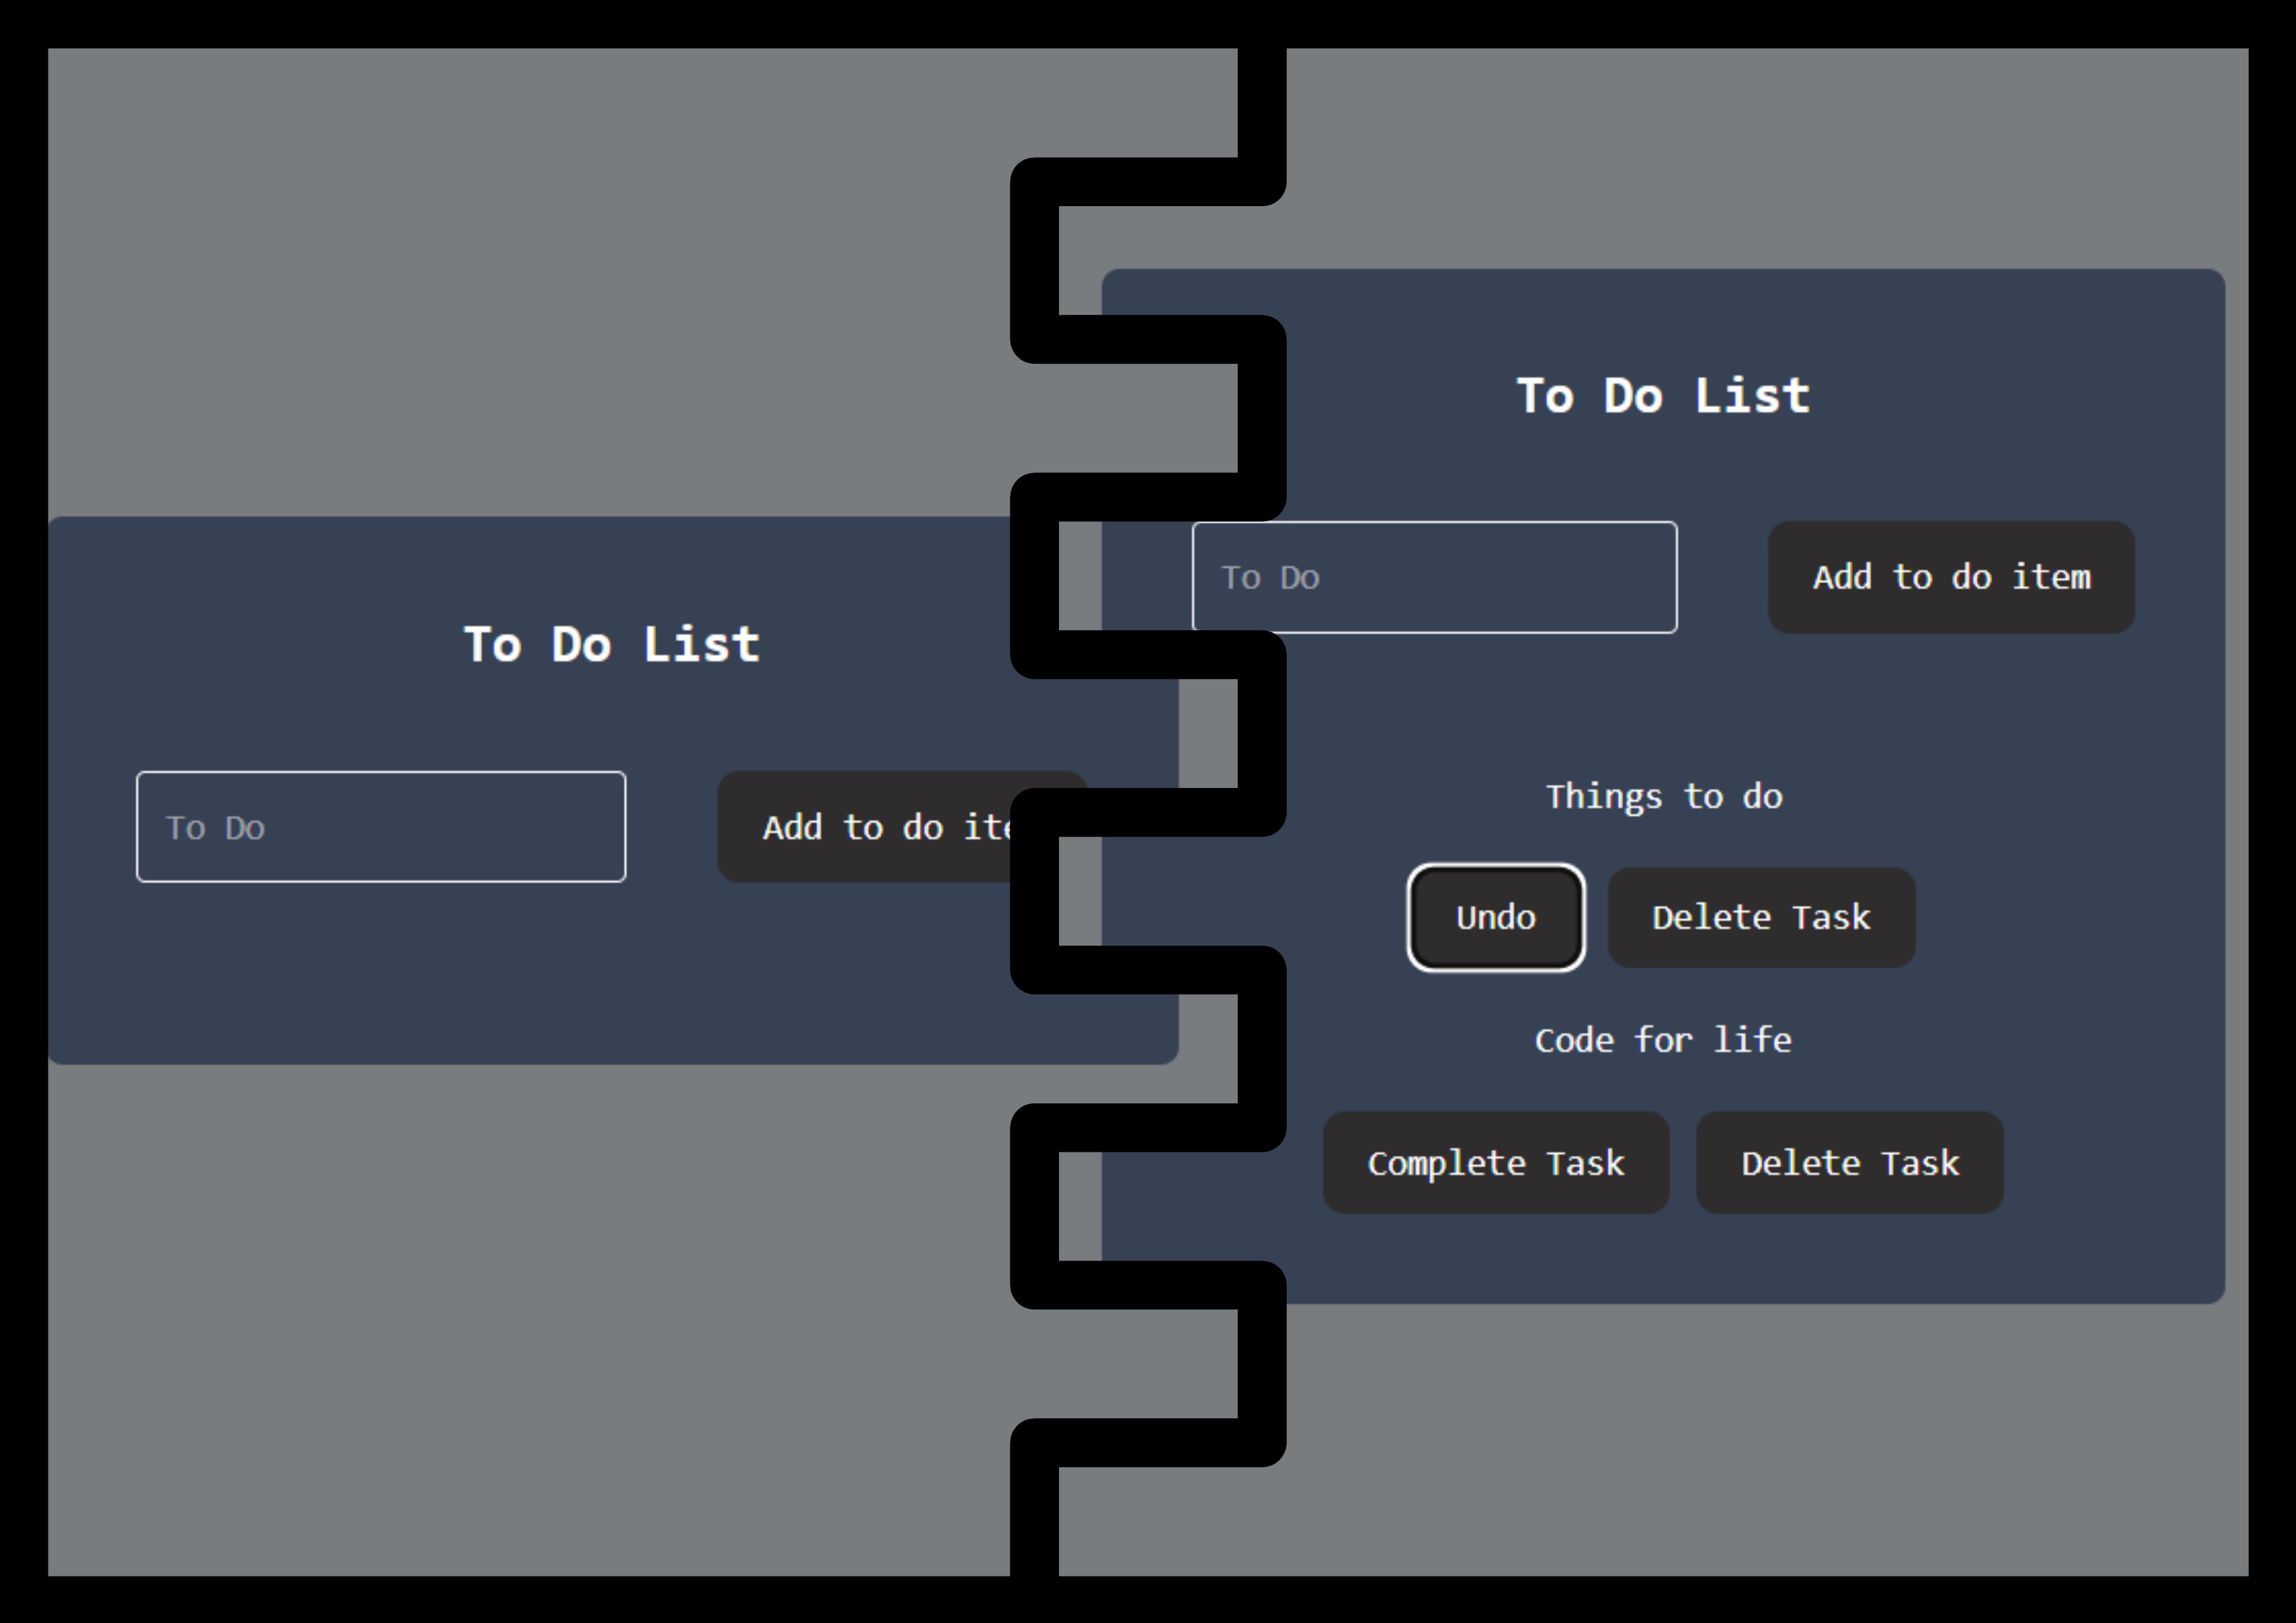 To Do List
To Do
Add to do ite
To Do List
To Do
Add to do item
Things to do
Undo
Delete Task
Code for life
Complete Task
Delete Task